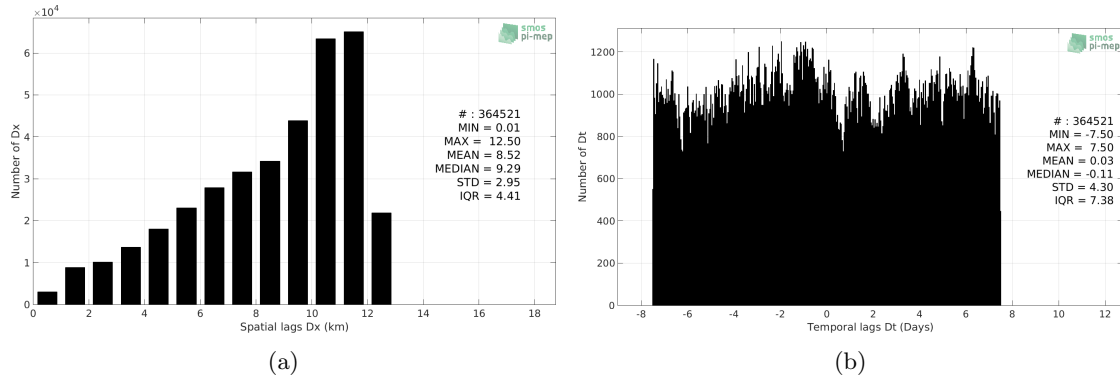 ×10⁴
6
5
4
3
2
1
0
Number of Dx
0 2 4 6 8 10 12 14 16 18
Spatial lags Dx (km)
smos
pi-mep
# : 364521
MIN = 0.01
MAX = 12.50
MEAN = 8.52
MEDIAN = 9.29
STD = 2.95
IQR = 4.41
(a)
1200
1000
800
600
400
200
0
Number of Dt
-8 -6 -4 -2 0 2 4 6 8 10 12
Temporal lags Dt (Days)
smos
pi-mep
# : 364521
MIN = -7.50
MAX = 7.50
MEAN = 0.03
MEDIAN = -0.11
STD = 4.30
IQR = 7.38
(b)